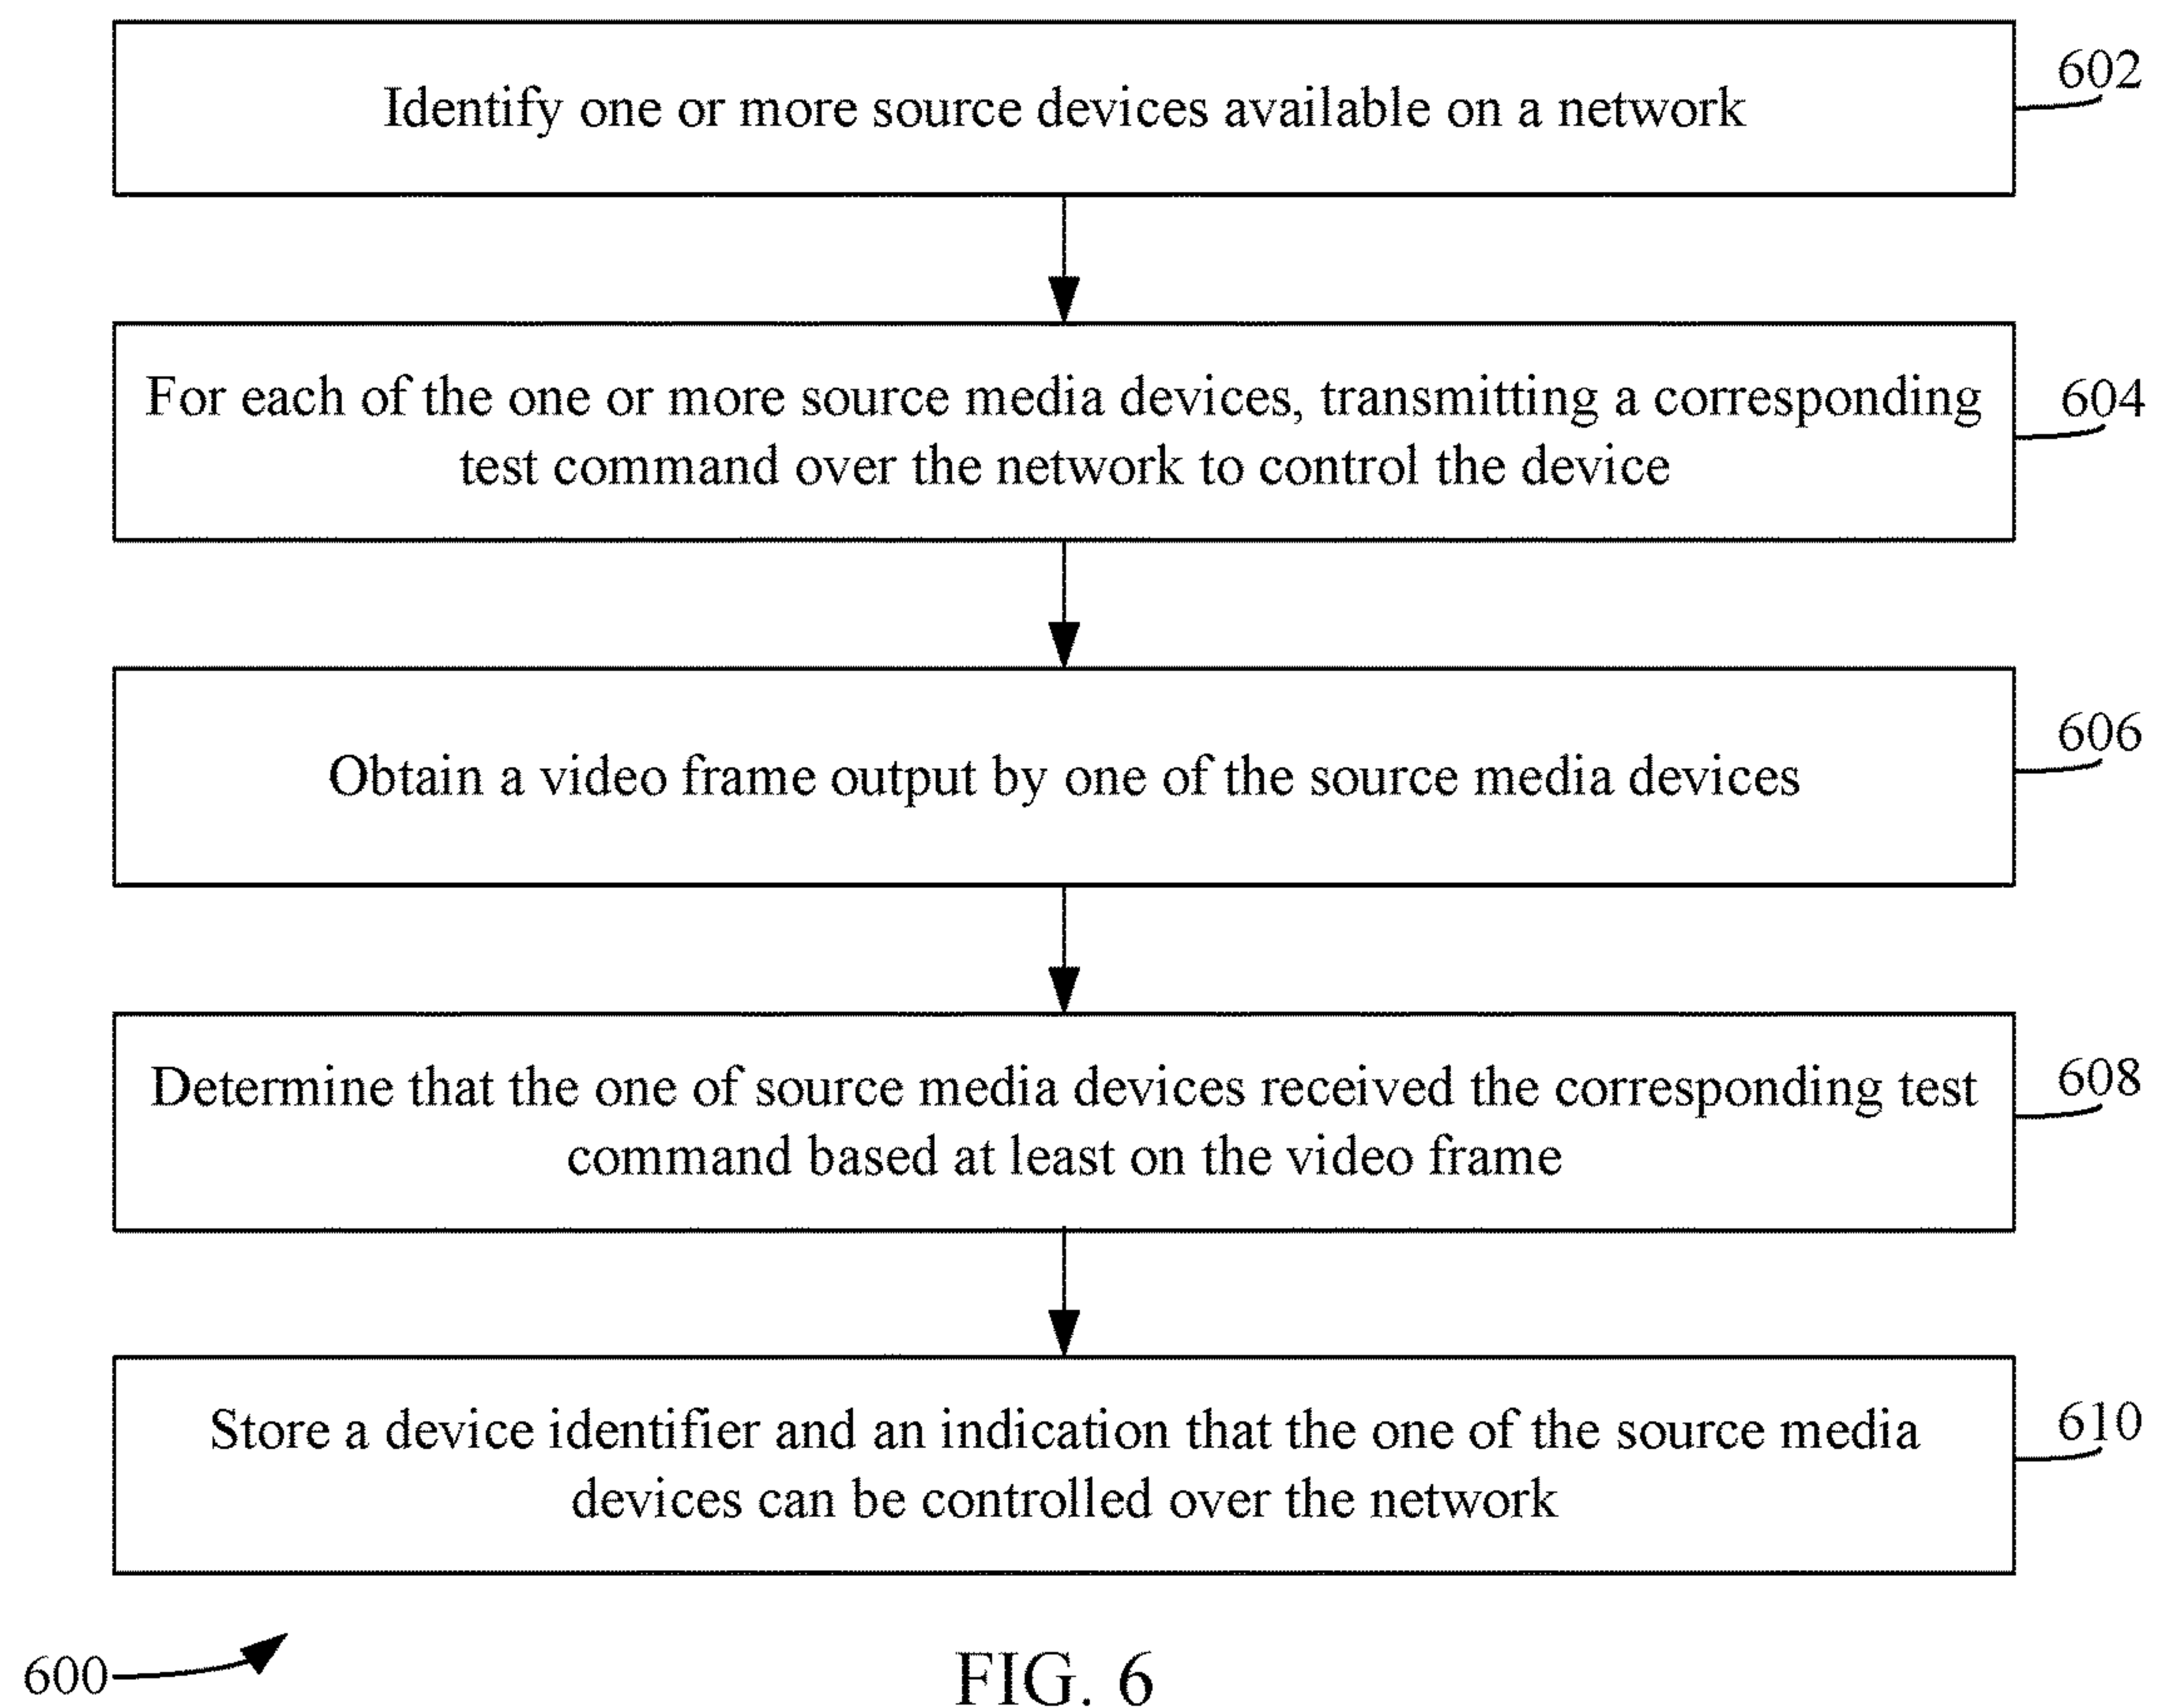 Identify one or more source devices available on a network
602
For each of the one or more source media devices, transmitting a corresponding
test command over the network to control the device
604
Obtain a video frame output by one of the source media devices
606
Determine that the one of source media devices received the corresponding test
command based at least on the video frame
608
Store a device identifier and an indication that the one of the source media
devices can be controlled over the network
610
600
FIG. 6